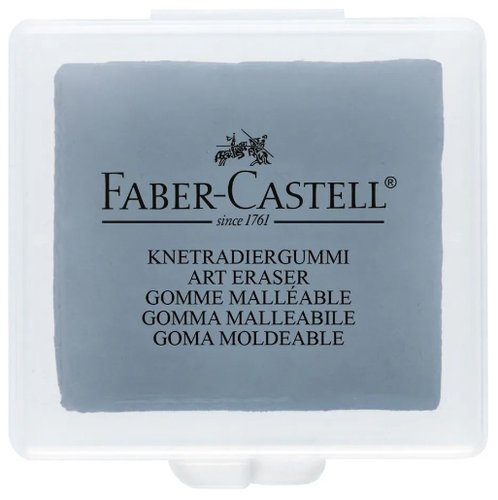 FABER-CASTELL®
since 1761
KNETRADIERGUMMI
ART ERASER
GOMME MALLÉABLE
GOMMA MALLEABILE
GOMA MOLDEABLE